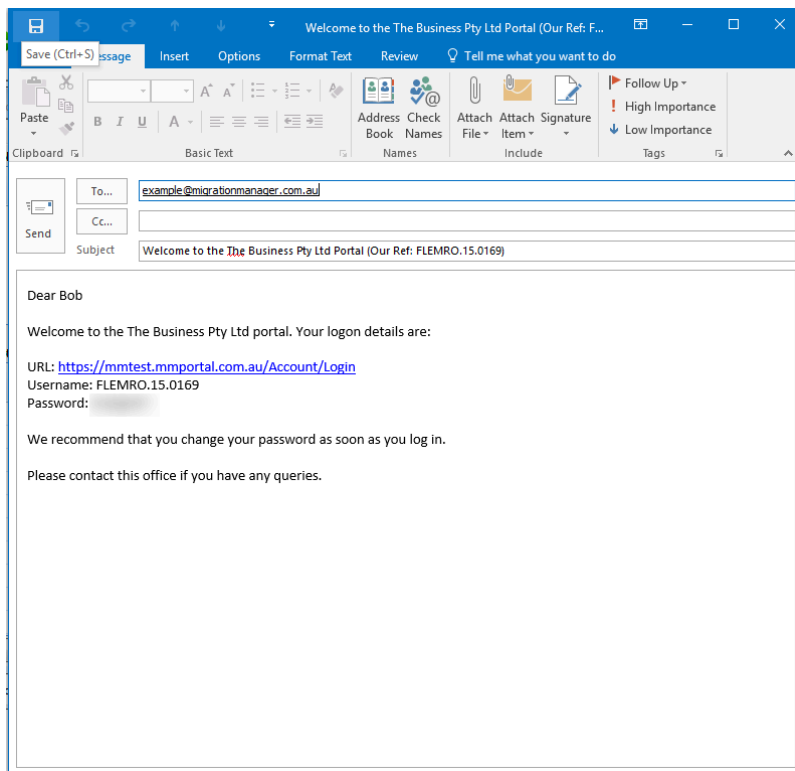 Welcome to the The Business Pty Ltd Portal (Our Ref: F...
Save (Ctrl+S)
essage Insert Options Format Text Review Tell me what you want to do
Paste
Clipboard
B I U A
Basic Text
Address Book
Check Names
Names
Attach File
Attach Item
Signature
Include
Follow Up
High Importance
Low Importance
Tags
Send
To...
example@migrationmanager.com.au
Cc...
Subject
Welcome to the The Business Pty Ltd Portal (Our Ref: FLEMRO.15.0169)
Dear Bob
Welcome to the The Business Pty Ltd portal. Your logon details are:
URL: https://mmtest.mmportal.com.au/Account/Login
Username: FLEMRO.15.0169
Password:
We recommend that you change your password as soon as you log in.
Please contact this office if you have any queries.